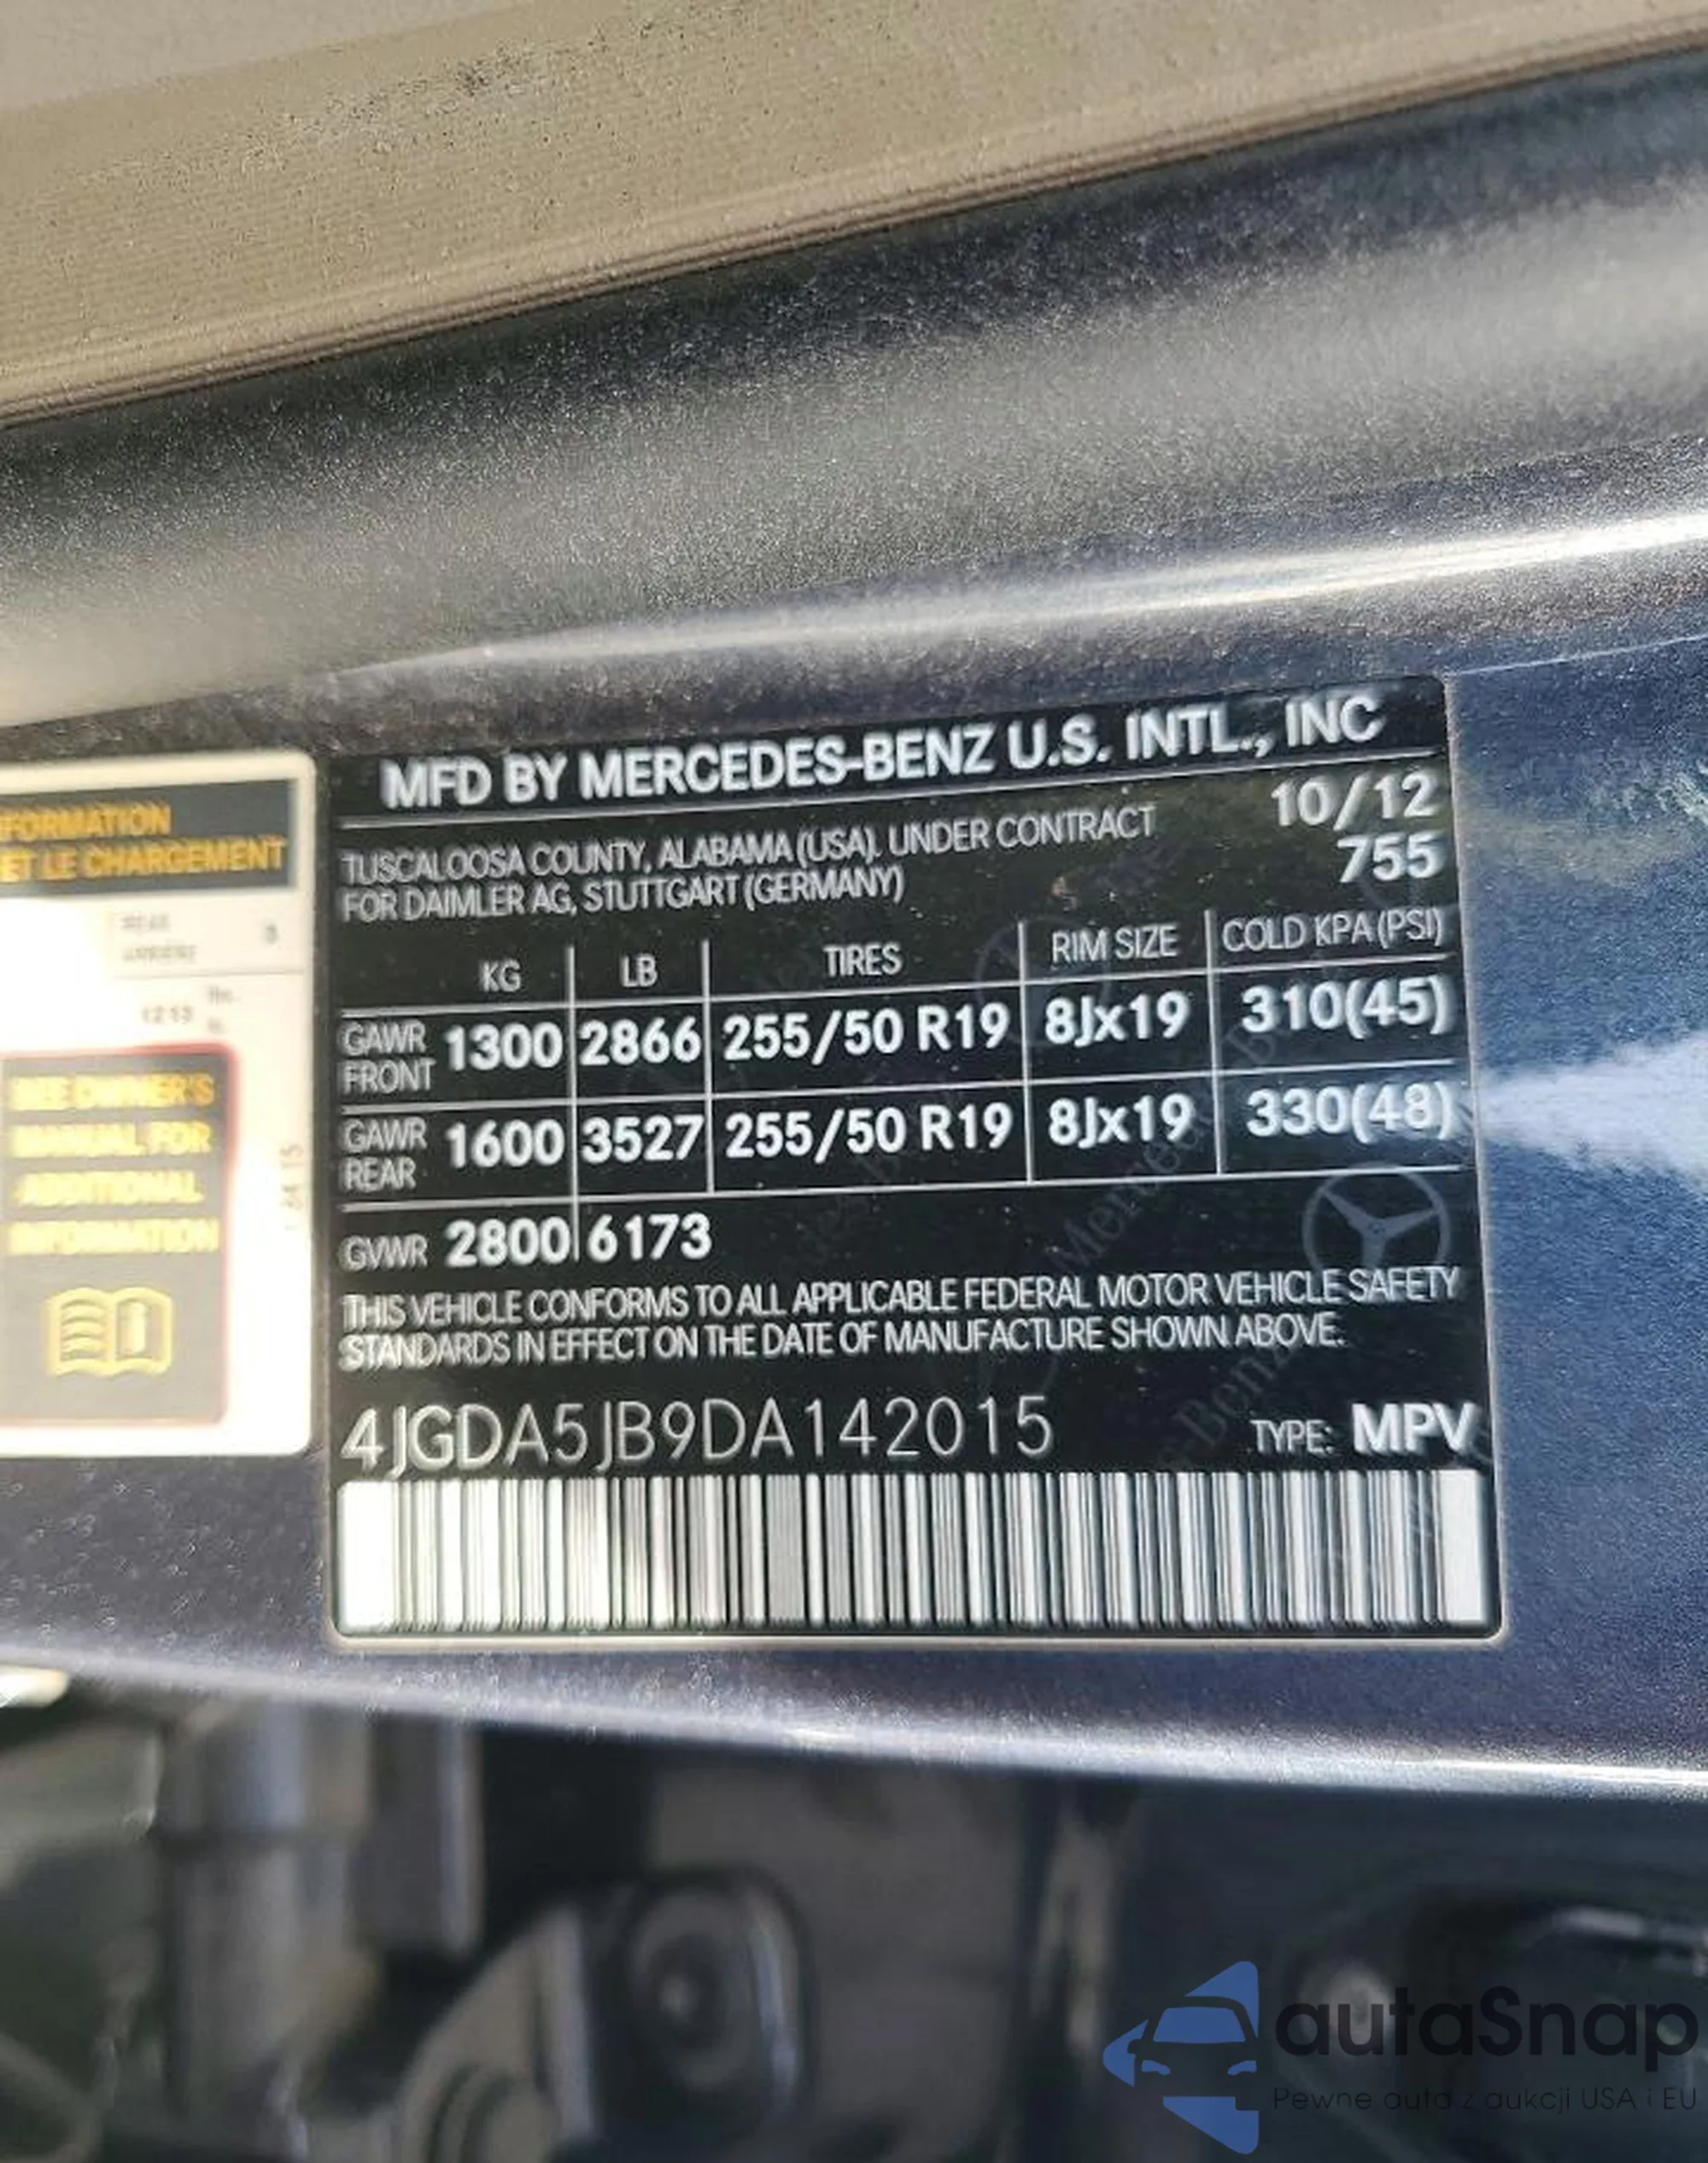 FORMATION
ET LE CHARGEMENT
SEE OWNER'S
MANUAL FOR
ADDITIONAL
INFORMATION
MFD BY MERCEDES-BENZ U.S. INTL., INC
10/12
TUSCALOOSA COUNTY, ALABAMA (USA). UNDER CONTRACT
755
FOR DAIMLER AG, STUTTGART (GERMANY)
KG LB TIRES RIM SIZE COLD KPA (PSI)
GAWR FRONT 1300 2866 255/50 R19 8Jx19 310(45)
GAWR REAR 1600 3527 255/50 R19 8Jx19 330(48)
GVWR 2800 6173
THIS VEHICLE CONFORMS TO ALL APPLICABLE FEDERAL MOTOR VEHICLE SAFETY
STANDARDS IN EFFECT ON THE DATE OF MANUFACTURE SHOWN ABOVE.
4JGDA5JB9DA142015 TYPE: MPV
autaSnap
Pewne auta z aukcji USA i EU